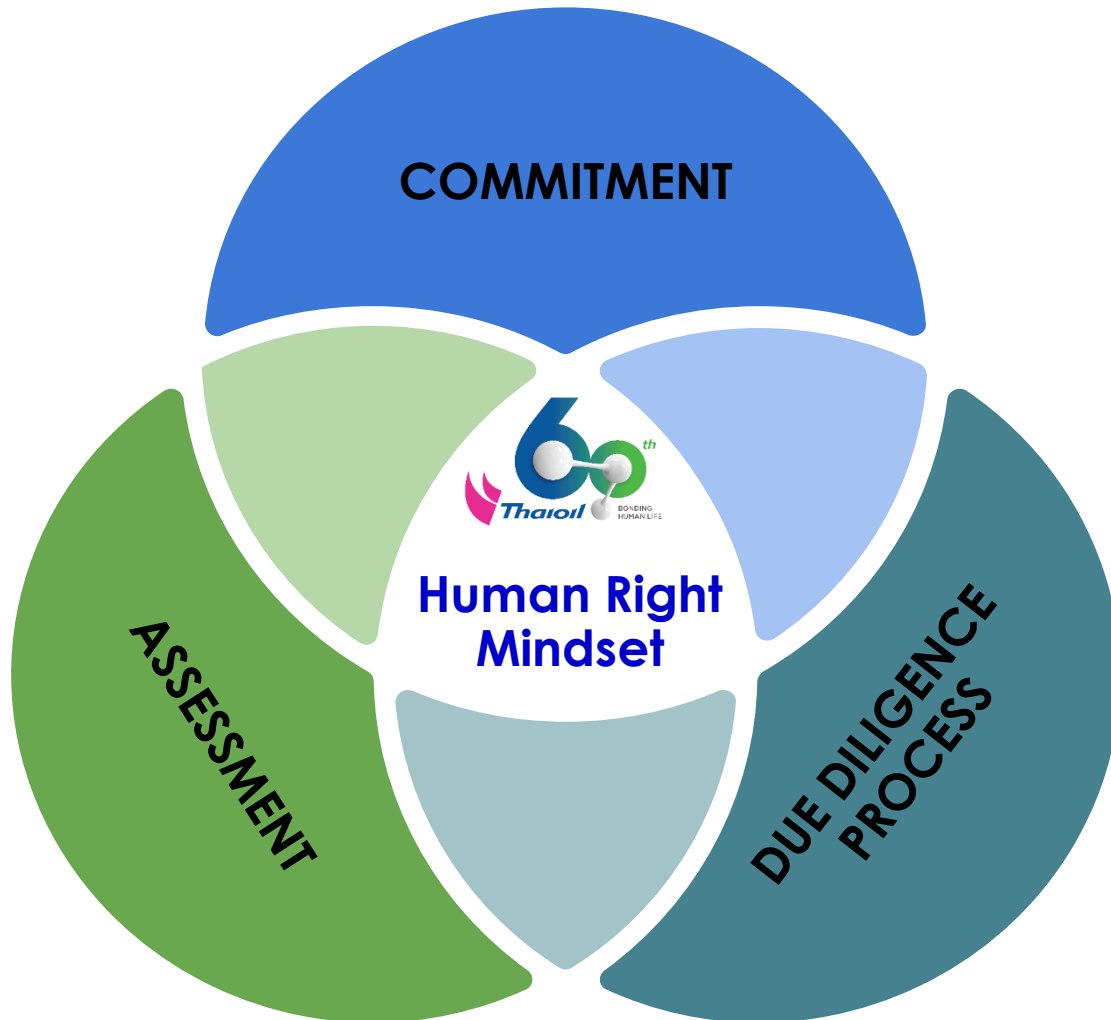 COMMITMENT
60th
Thaioil
BONDING
HUMAN LIFE
Human Right
Mindset
ASSESSMENT
DUE DILIGENCE
PROCESS